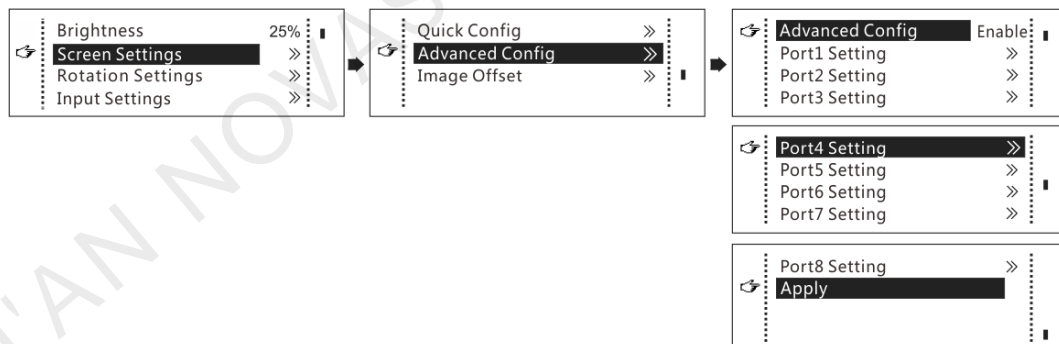 Brightness 25%
Screen Settings »
Rotation Settings »
Input Settings »
Quick Config »
Advanced Config »
Image Offset »
Advanced Config Enable
Port1 Setting »
Port2 Setting »
Port3 Setting »
Port4 Setting »
Port5 Setting »
Port6 Setting »
Port7 Setting »
Port8 Setting »
Apply